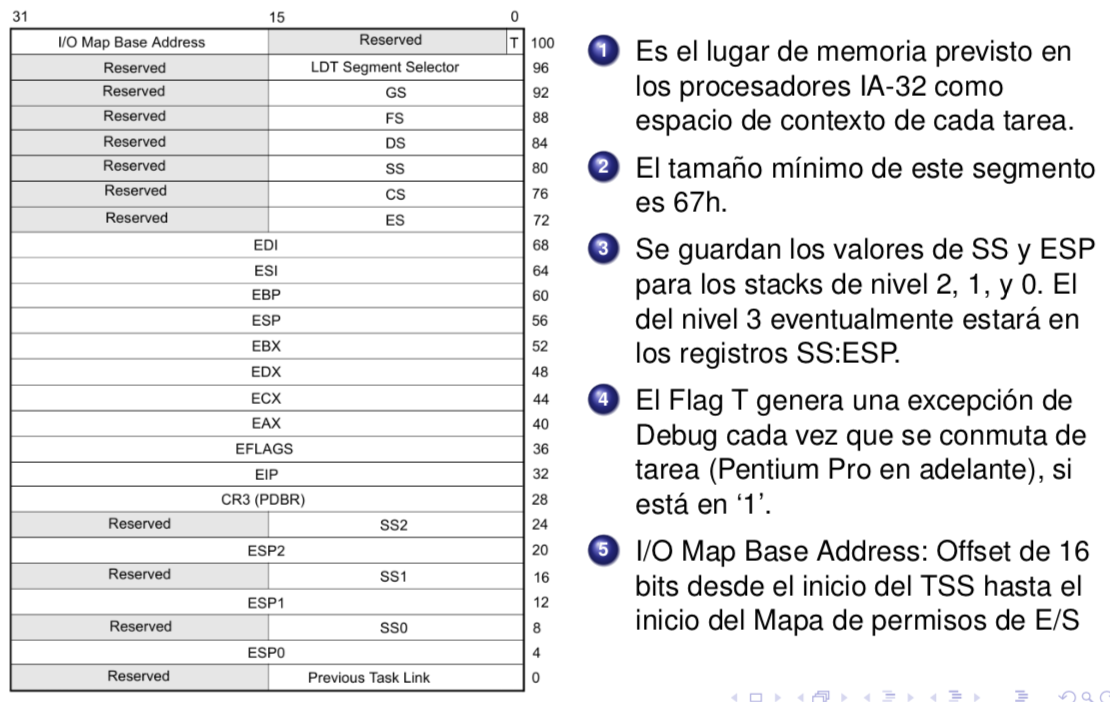 31 15 0
I/O Map Base Address Reserved T 100
Reserved LDT Segment Selector 96
Reserved GS 92
Reserved FS 88
Reserved DS 84
Reserved SS 80
Reserved CS 76
Reserved ES 72
EDI 68
ESI 64
EBP 60
ESP 56
EBX 52
EDX 48
ECX 44
EAX 40
EFLAGS 36
EIP 32
CR3 (PDBR) 28
Reserved SS2 24
ESP2 20
Reserved SS1 16
ESP1 12
Reserved SS0 8
ESP0 4
Reserved Previous Task Link 0
1 Es el lugar de memoria previsto en
los procesadores IA-32 como
espacio de contexto de cada tarea.
2 El tamaño mínimo de este segmento
es 67h.
3 Se guardan los valores de SS y ESP
para los stacks de nivel 2, 1, y 0. El
del nivel 3 eventualmente estará en
los registros SS:ESP.
4 El Flag T genera una excepción de
Debug cada vez que se conmuta de
tarea (Pentium Pro en adelante), si
está en ‘1’.
5 I/O Map Base Address: Offset de 16
bits desde el inicio del TSS hasta el
inicio del Mapa de permisos de E/S